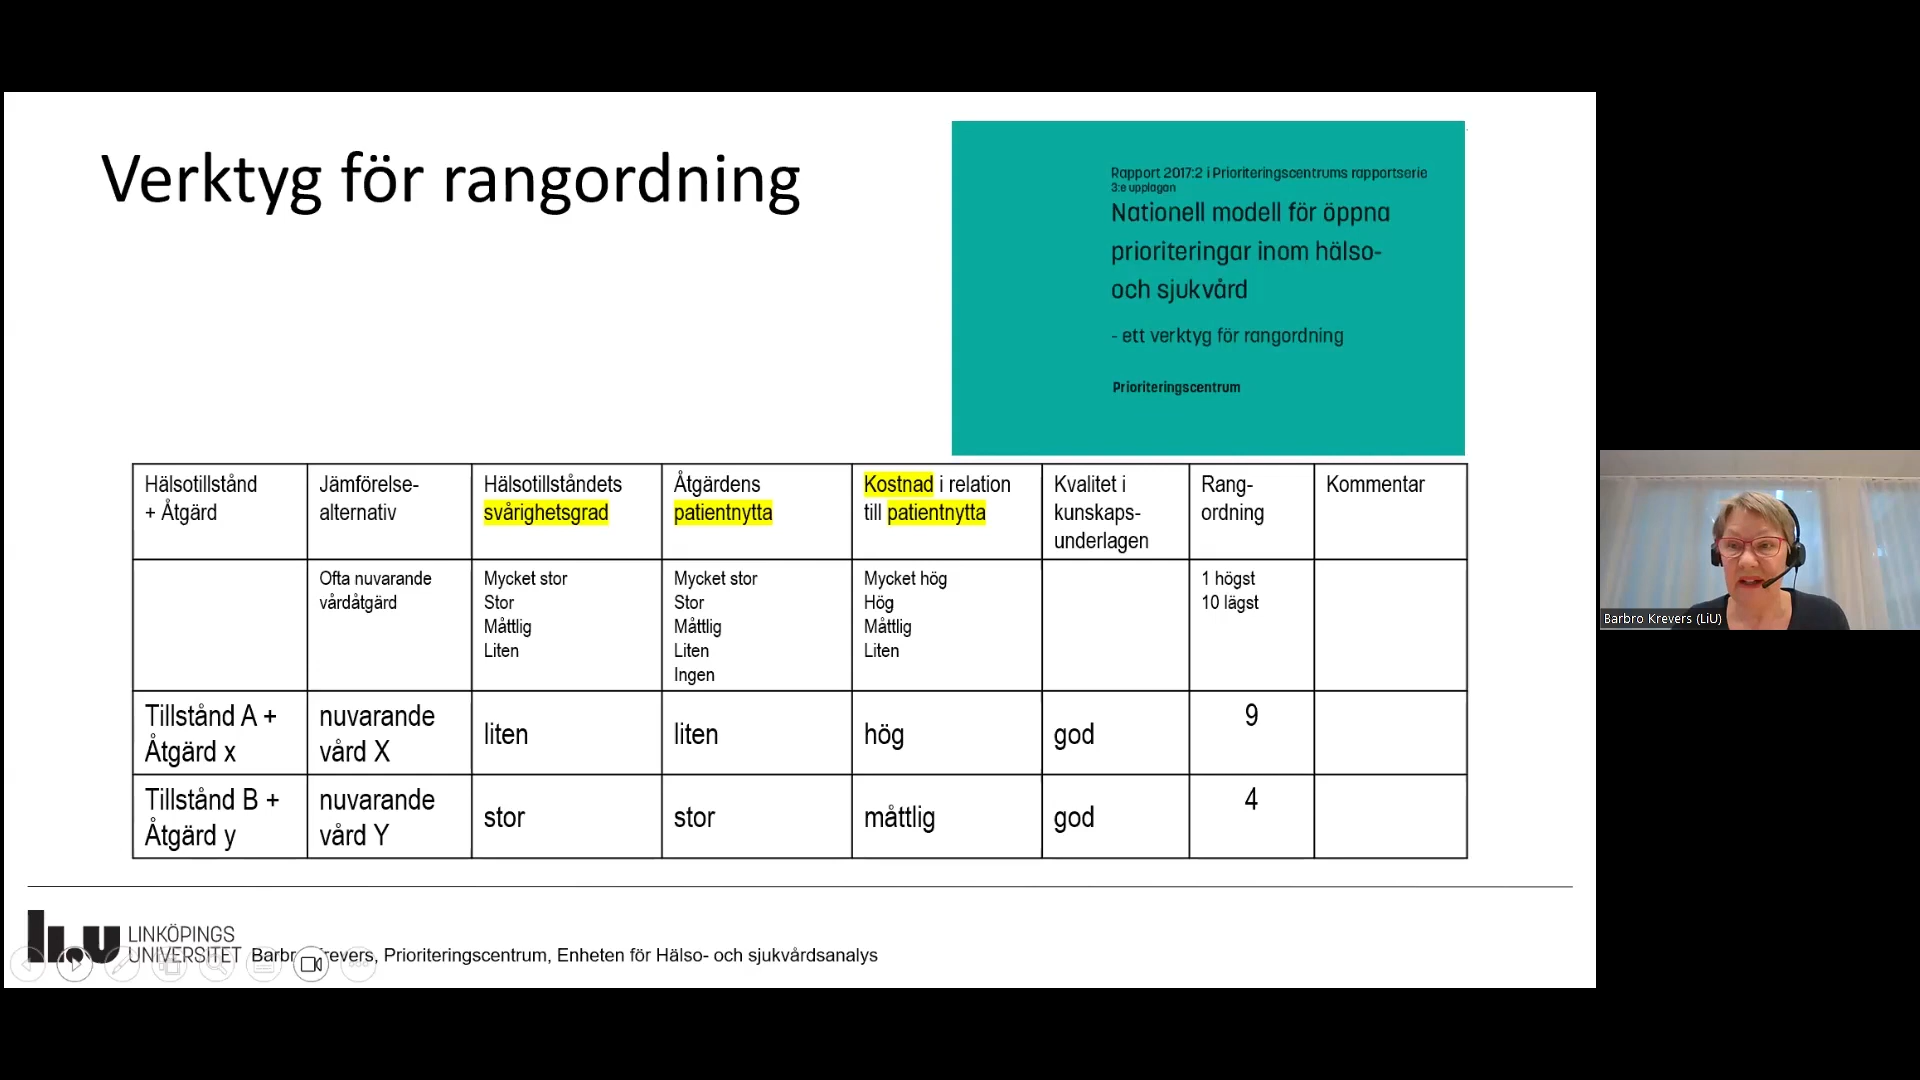 Verktyg för rangordning
Rapport 2017:2 i Prioriteringscentrums rapportserie
3:e upplagan
Nationell modell för öppna
prioriteringar inom hälso-
och sjukvård
- ett verktyg för rangordning
Prioriteringscentrum
Hälsotillstånd
+ Åtgärd
Jämförelse-
alternativ
Hälsotillståndets
svårighetsgrad
Åtgärdens
patientnytta
Kostnad i relation
till patientnytta
Kvalitet i
kunskaps-
underlagen
Rang-
ordning
Kommentar
Ofta nuvarande
vårdåtgärd
Mycket stor
Stor
Måttlig
Liten
Mycket stor
Stor
Måttlig
Liten
Ingen
Mycket hög
Hög
Måttlig
Liten
1 högst
10 lägst
Tillstånd A +
Åtgärd x
nuvarande
vård X
liten
liten
hög
god
9
Tillstånd B +
Åtgärd y
nuvarande
vård Y
stor
stor
måttlig
god
4
Barbro Krevers (LiU)
LiU LINKÖPINGS
UNIVERSITET
Barbro Krevers, Prioriteringscentrum, Enheten för Hälso- och sjukvårdsanalys